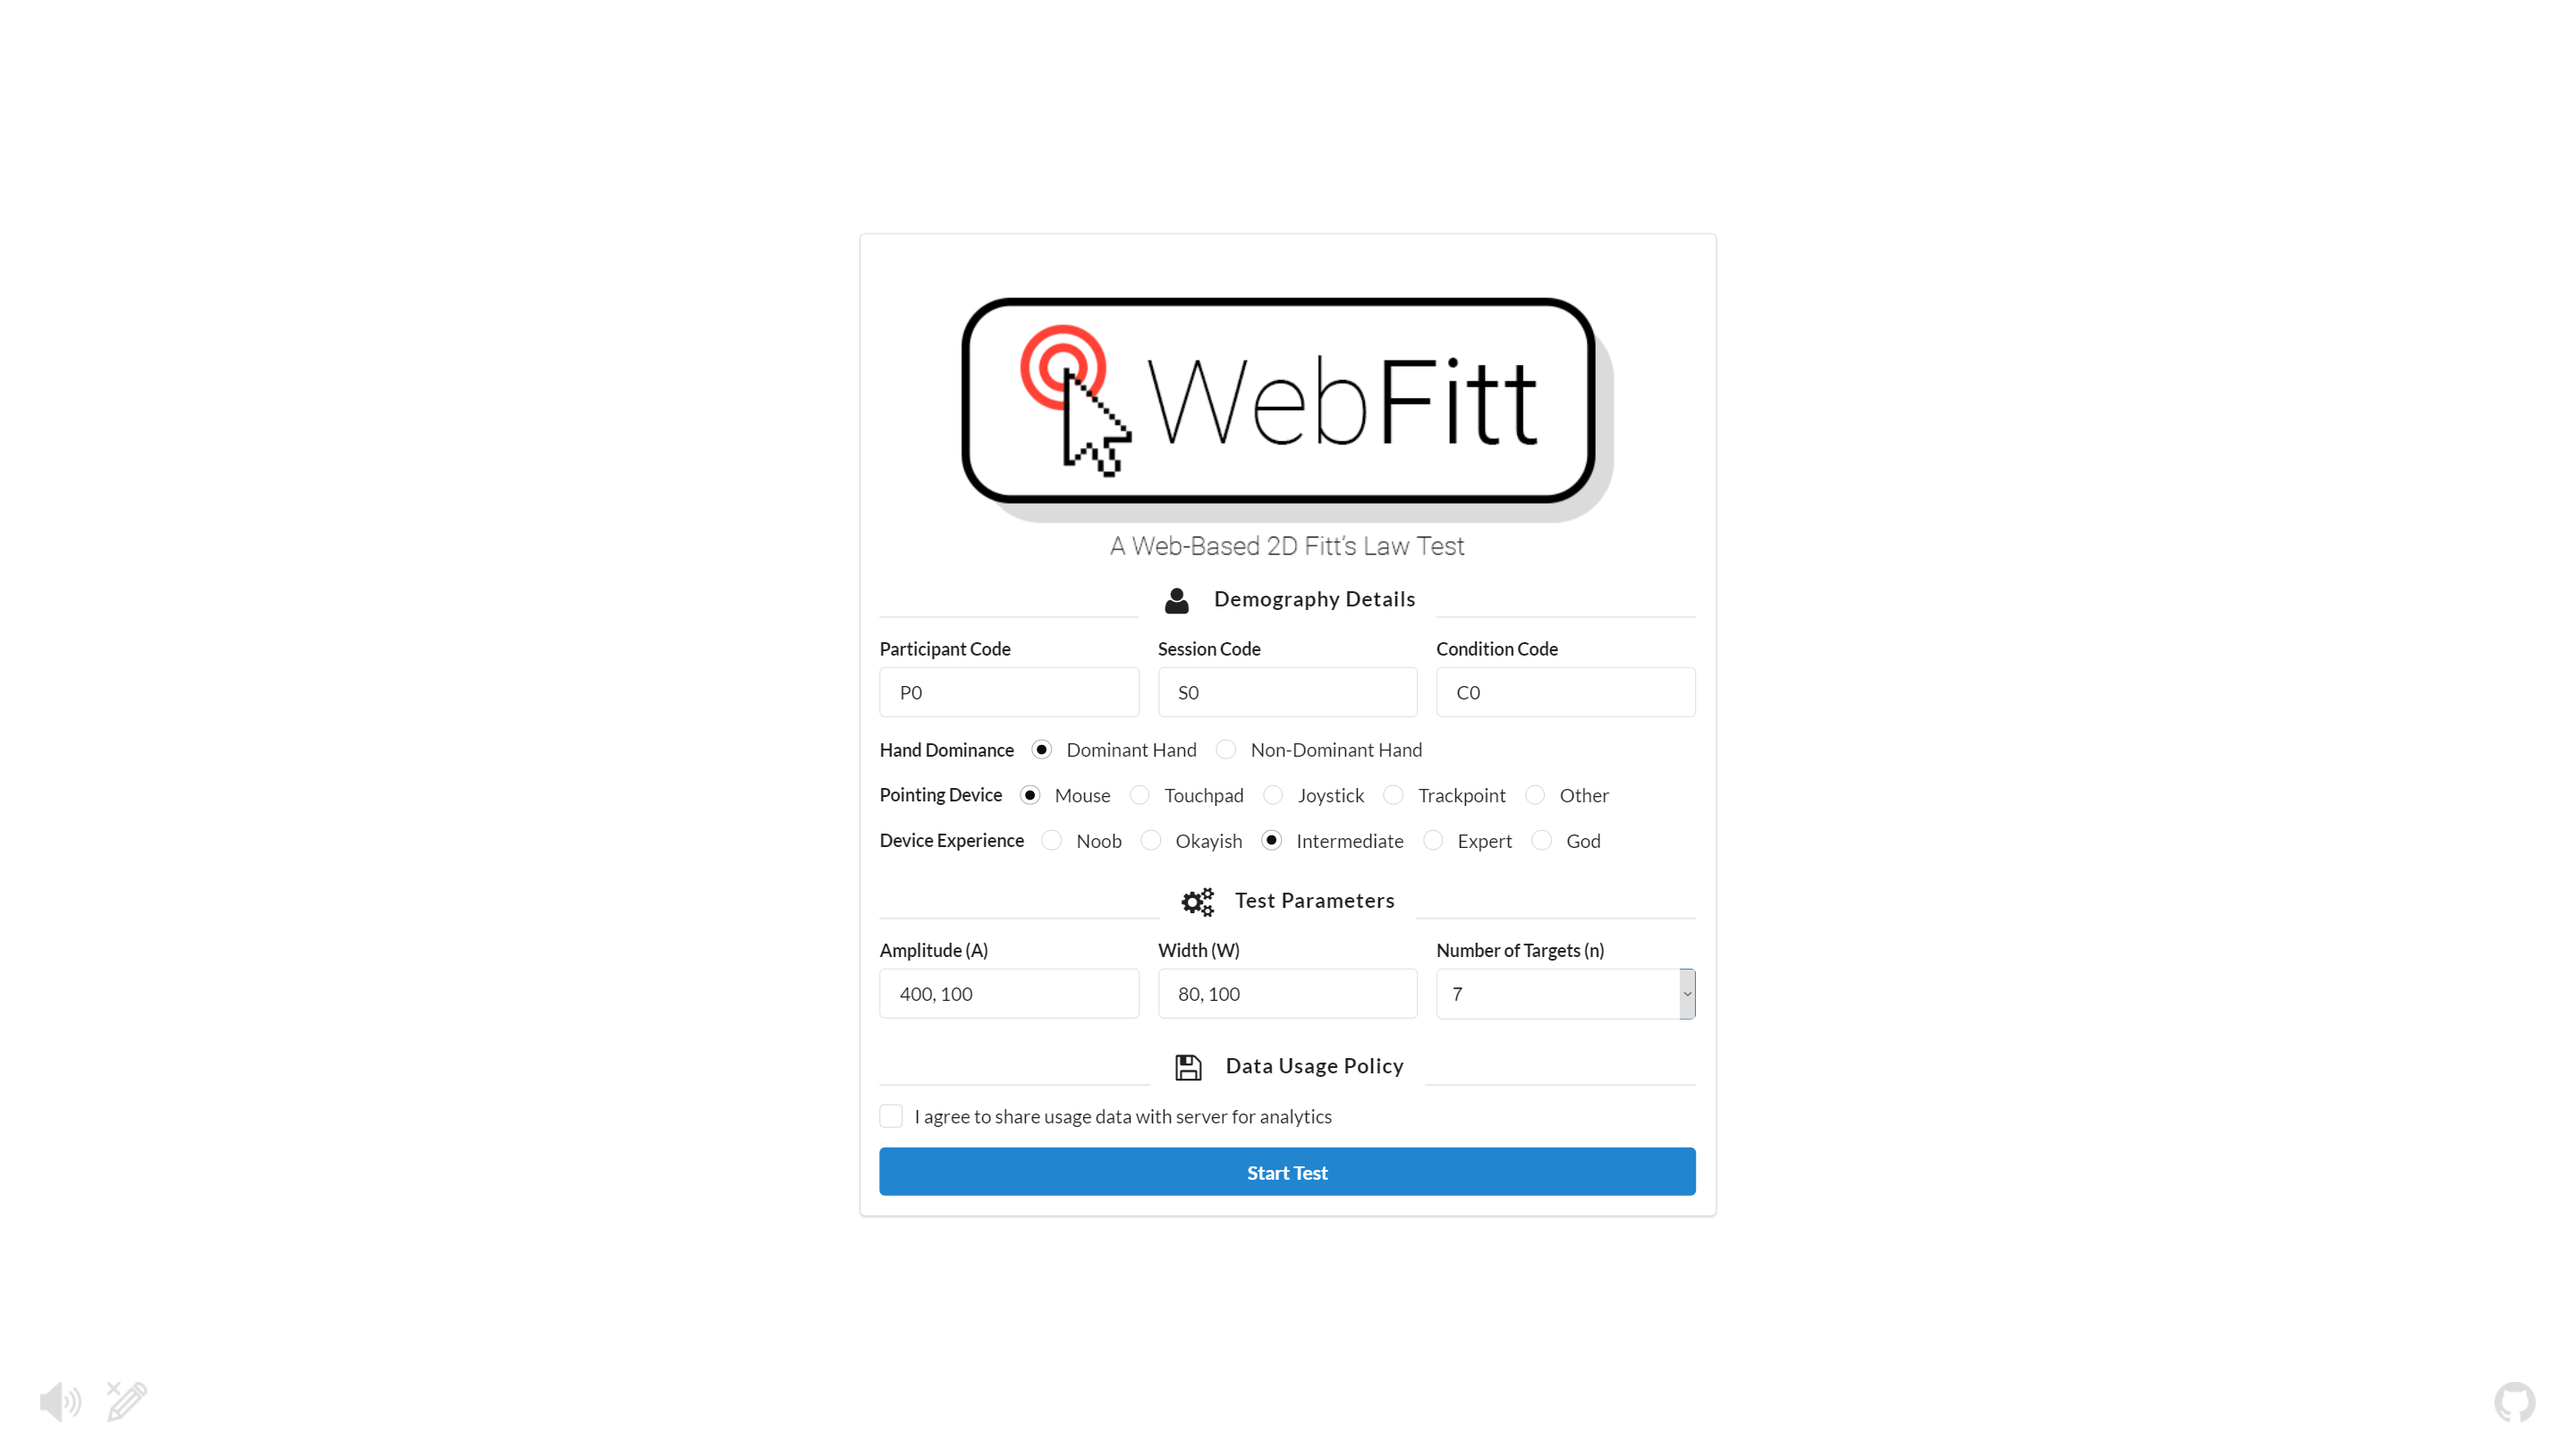 WebFitt
A Web-Based 2D Fitt's Law Test
Demography Details
Participant Code Session Code Condition Code
P0 S0 C0
Hand Dominance Dominant Hand Non-Dominant Hand
Pointing Device Mouse Touchpad Joystick Trackpoint Other
Device Experience Noob Okayish Intermediate Expert God
Test Parameters
Amplitude (A) Width (W) Number of Targets (n)
400, 100 80, 100 7
Data Usage Policy
I agree to share usage data with server for analytics
Start Test